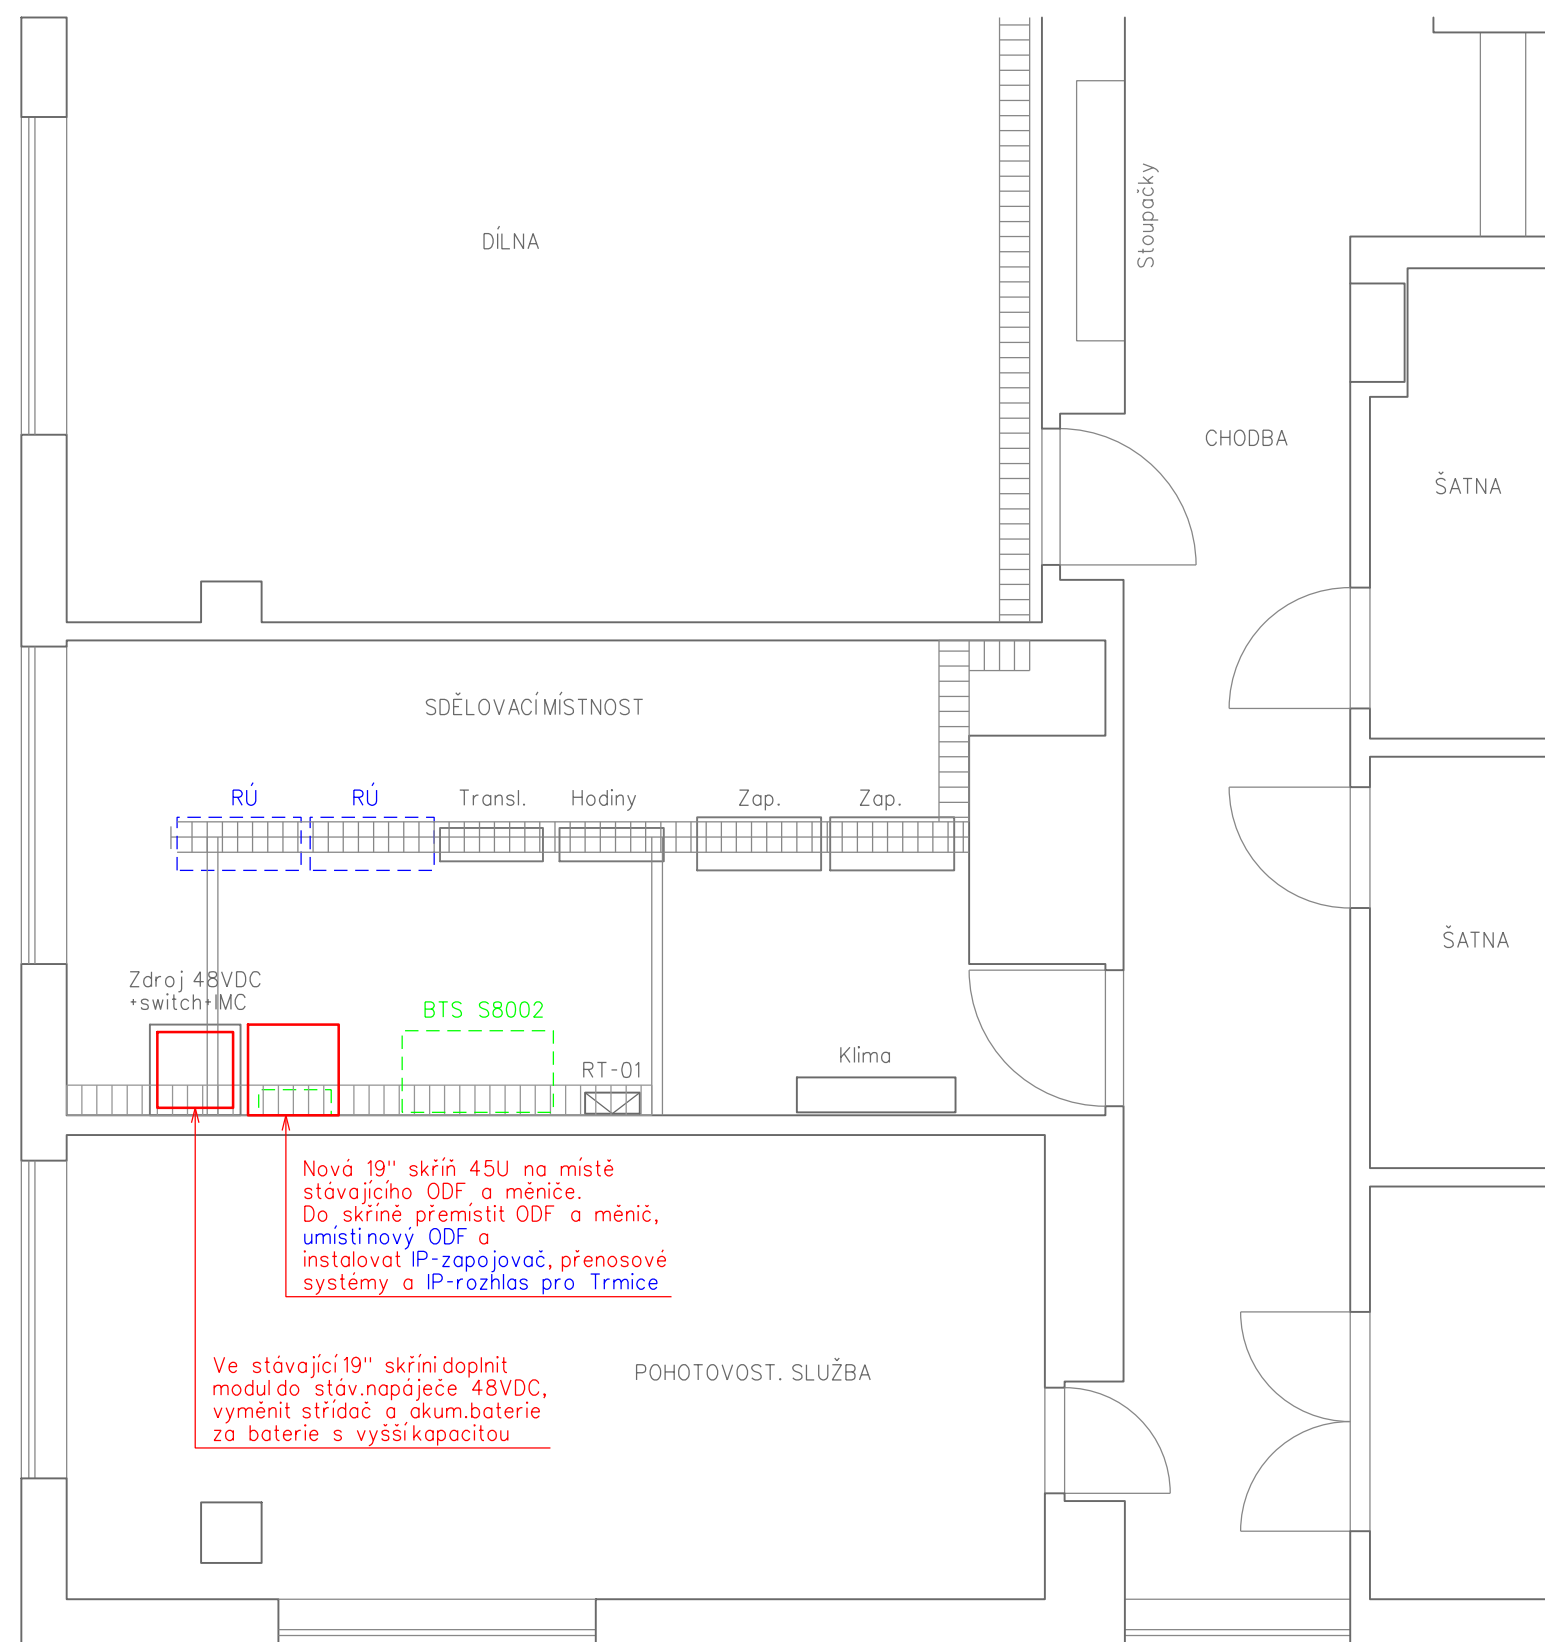 Stoupačky
DÍLNA
CHODBA
ŠATNA
SDĚLOVACÍ MÍSTNOST
RÚ
RÚ
Transl.
Hodiny
Zap.
Zap.
ŠATNA
Zdroj 48VDC
+switch+IMC
BTS S8002
Klima
RT-01
Nová 19" skříň 45U na místě
stávajícího ODF a měniče.
Do skříně přemístit ODF a měnič,
umísti nový ODF a
instalovat IP-zapojovač, přenosové
systémy a IP-rozhlas pro Trmice
Ve stávající 19" skříni doplnit
modul do stáv.napáječe 48VDC,
vyměnit střídač a akum.baterie
za baterie s vyšší kapacitou
POHOTOVOST. SLUŽBA